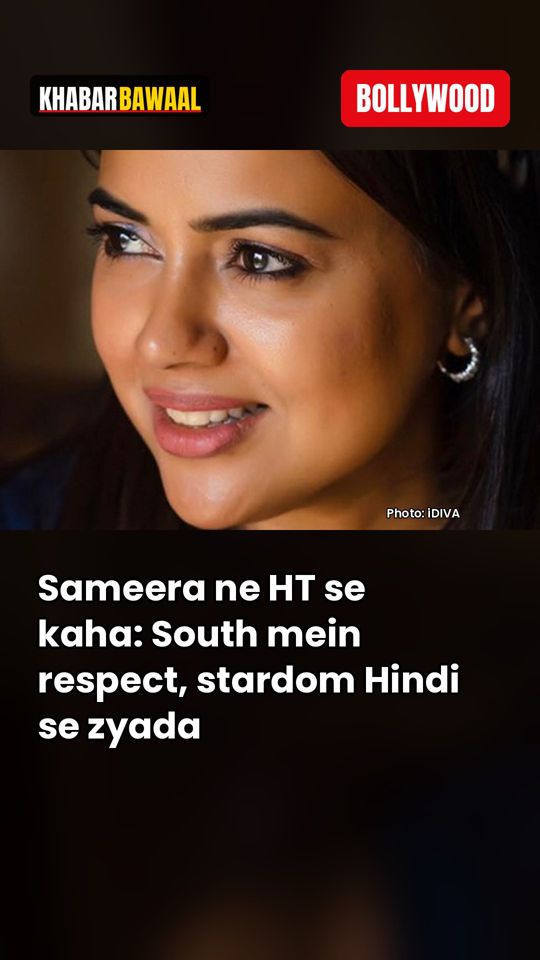 KHABARBAWAAL
BOLLYWOOD
Photo: iDIVA
Sameera ne HT se
kaha: South mein
respect, stardom Hindi
se zyada